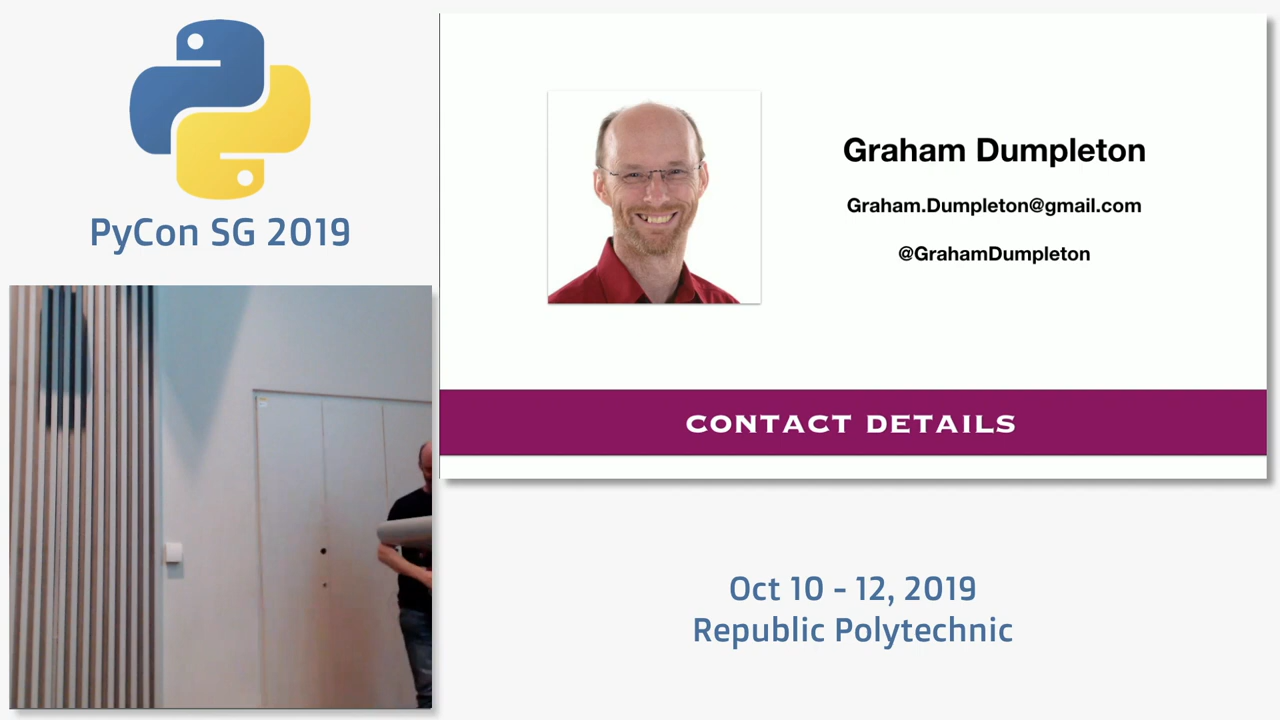 PyCon SG 2019
Graham Dumpleton
Graham.Dumpleton@gmail.com
@GrahamDumpleton
CONTACT DETAILS
Oct 10 - 12, 2019
Republic Polytechnic